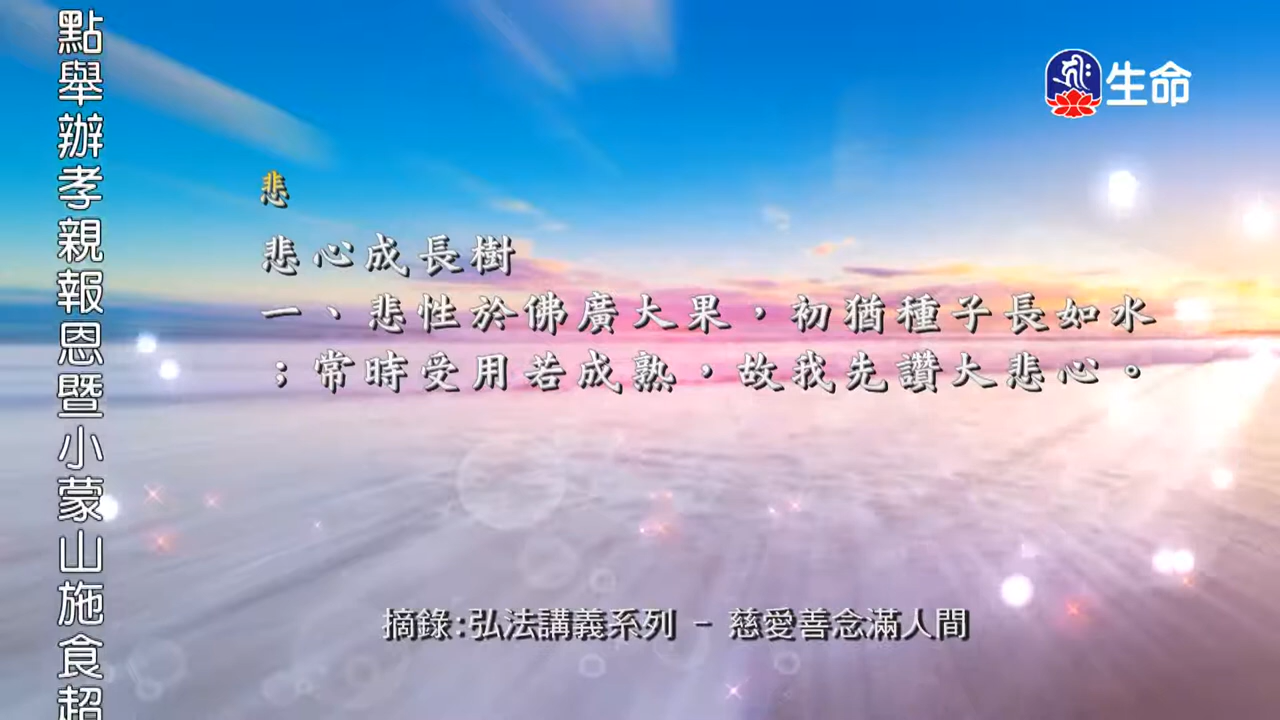 生命
悲
悲心成長樹
一、悲性於佛廣大果，初猶種子長如水
；常時受用若成熟，故我先讚大悲心。
摘錄:弘法講義系列 - 慈愛善念滿人間
點舉辦孝親報恩暨小蒙山施食超